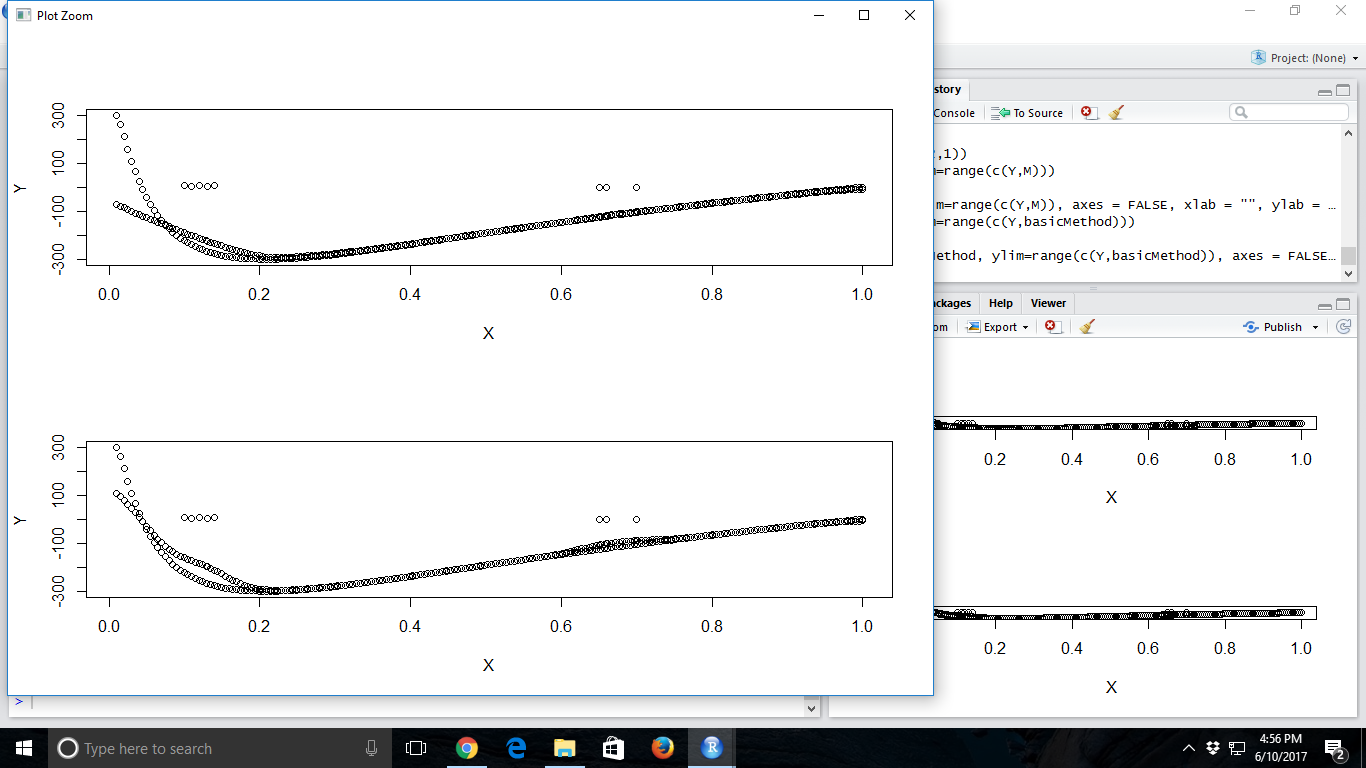 Plot Zoom
Project: (None)
300
100
-100
-300
Y
0.0 0.2 0.4 0.6 0.8 1.0
X
300
100
-100
-300
Y
0.0 0.2 0.4 0.6 0.8 1.0
X
story
Console To Source
,1))
=range(c(Y,M)))
m=range(c(Y,M)), axes = FALSE, xlab = "", ylab = …
m=range(c(Y,basicMethod)))
Method, ylim=range(c(Y,basicMethod)), axes = FALSE…
ckages Help Viewer
om Export Publish
0.2 0.4 0.6 0.8 1.0
X
0.2 0.4 0.6 0.8 1.0
X
>
Type here to search
4:56 PM
6/10/2017
2